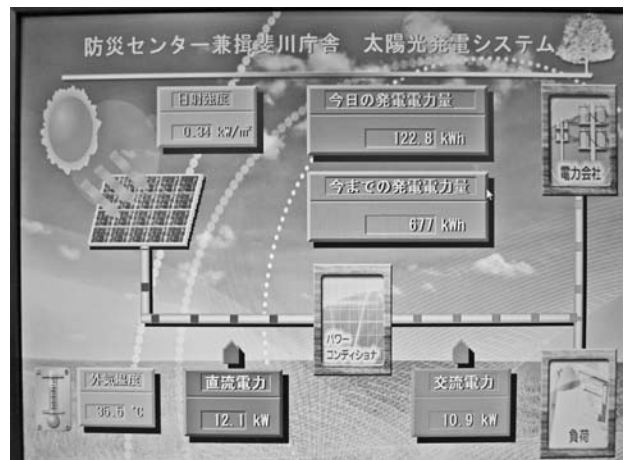 防災センター兼揖斐川庁舎 太陽光発電システム
日射強度
0.34 kW/m²
今日の発電電力量
122.8 kWh
電力会社
今までの発電電力量
677 kWh
パワー
コンディショナ
外気温度
35.5 ℃
直流電力
12.1 kW
交流電力
10.9 kW
負荷